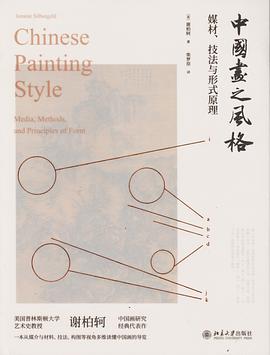 Jerome Silbergeld
Chinese
Painting
Style
Media, Methods,
and Principles of Form
中國畫之風格
媒材、技法与形式原理
[美] 谢柏轲 著
张梦原 译
i
a
b
c
d
j k
美国普林斯顿大学
艺术史教授
谢柏轲
中国画研究
经典代表作
一本从媒介与材料、技法、构图等视角多维读懂中国画的导览
北京大学出版社